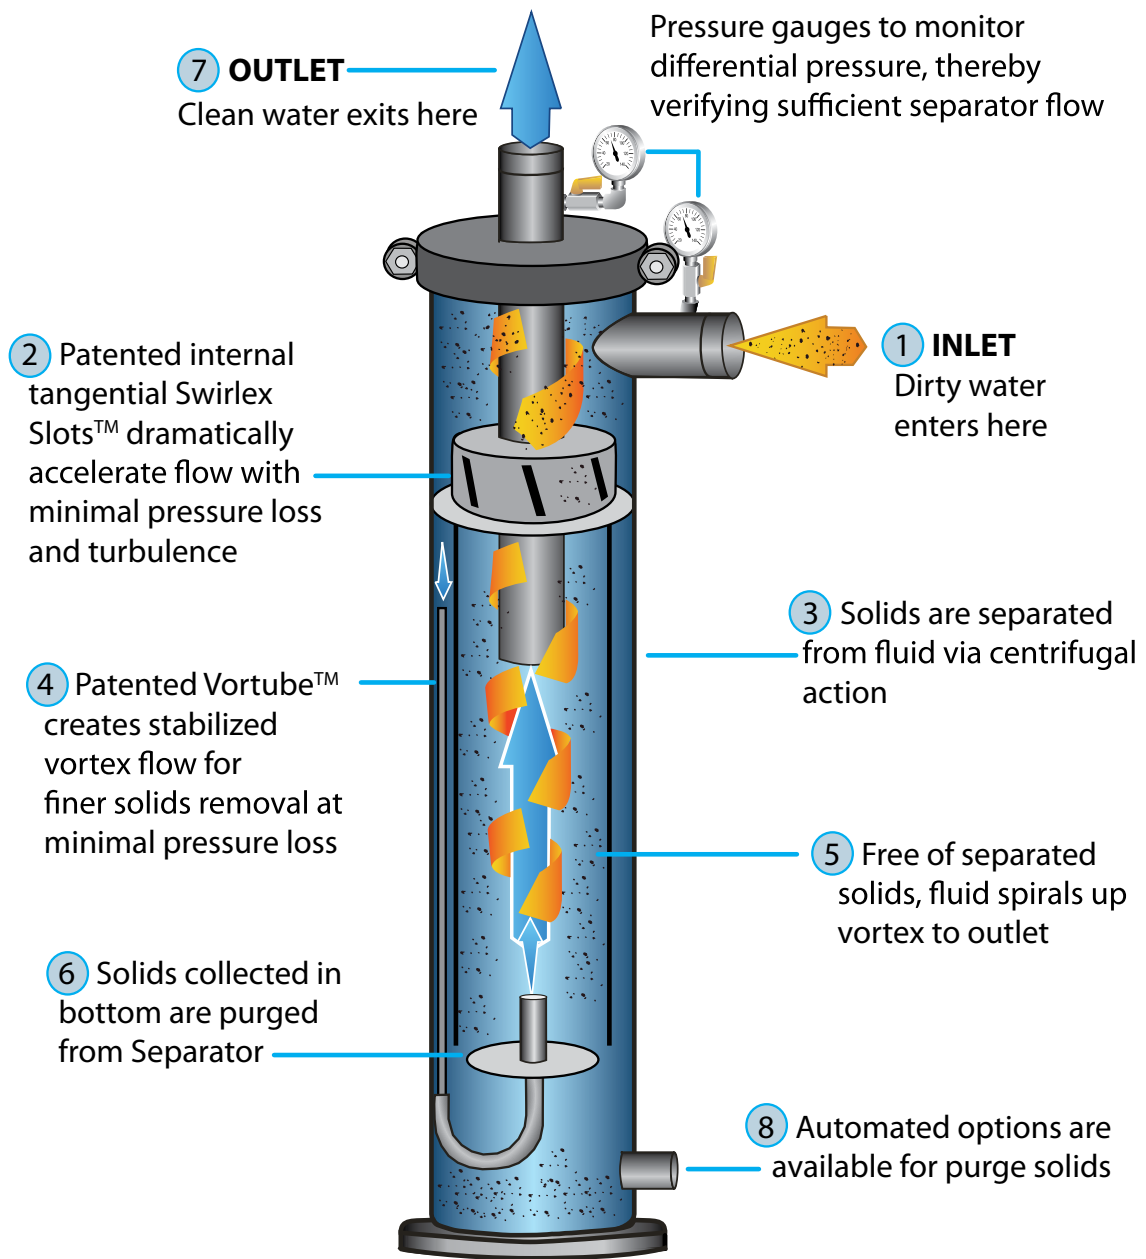 7 OUTLET
Clean water exits here
Pressure gauges to monitor
differential pressure, thereby
verifying sufficient separator flow
1 INLET
Dirty water
enters here
2 Patented internal
tangential Swirlex
Slots™ dramatically
accelerate flow with
minimal pressure loss
and turbulence
3 Solids are separated
from fluid via centrifugal
action
4 Patented Vortube™
creates stabilized
vortex flow for
finer solids removal at
minimal pressure loss
5 Free of separated
solids, fluid spirals up
vortex to outlet
6 Solids collected in
bottom are purged
from Separator
8 Automated options are
available for purge solids